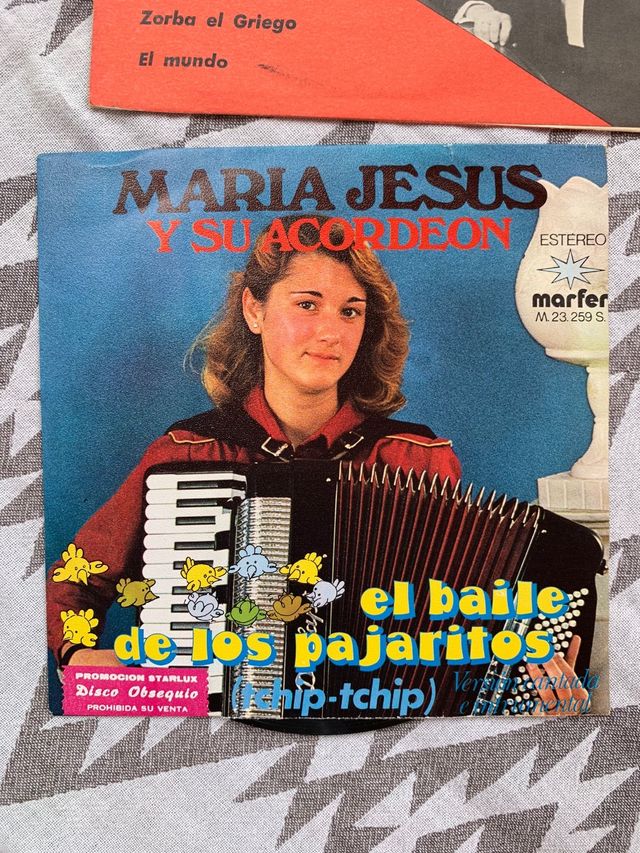 Zorba el Griego
El mundo
MARIA JESUS
Y SU ACORDEON
ESTEREO
marfer
M. 23.259 S.
el baile
de los pajaritos
(tchip-tchip)
Versión cantada
e instrumental
PROMOCION STARLUX
Disco Obsequio
PROHIBIDA SU VENTA